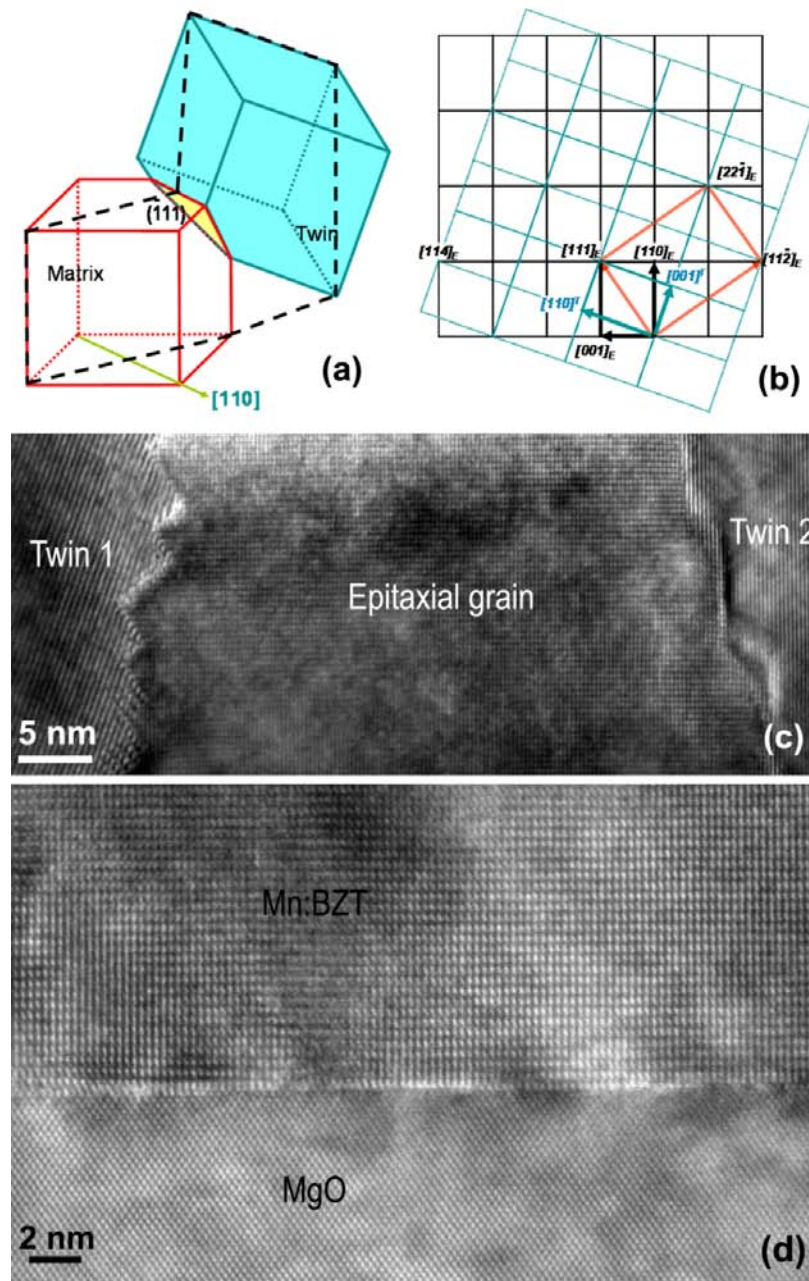 (111)
Twin
Matrix
[110]
(a)
[221̄]E
[114]E
[111]E
[110]E
[112̄]E
[001]T
[110]T
[001]E
(b)
Twin 1
Twin 2
Epitaxial grain
5 nm
(c)
Mn:BZT
MgO
2 nm
(d)